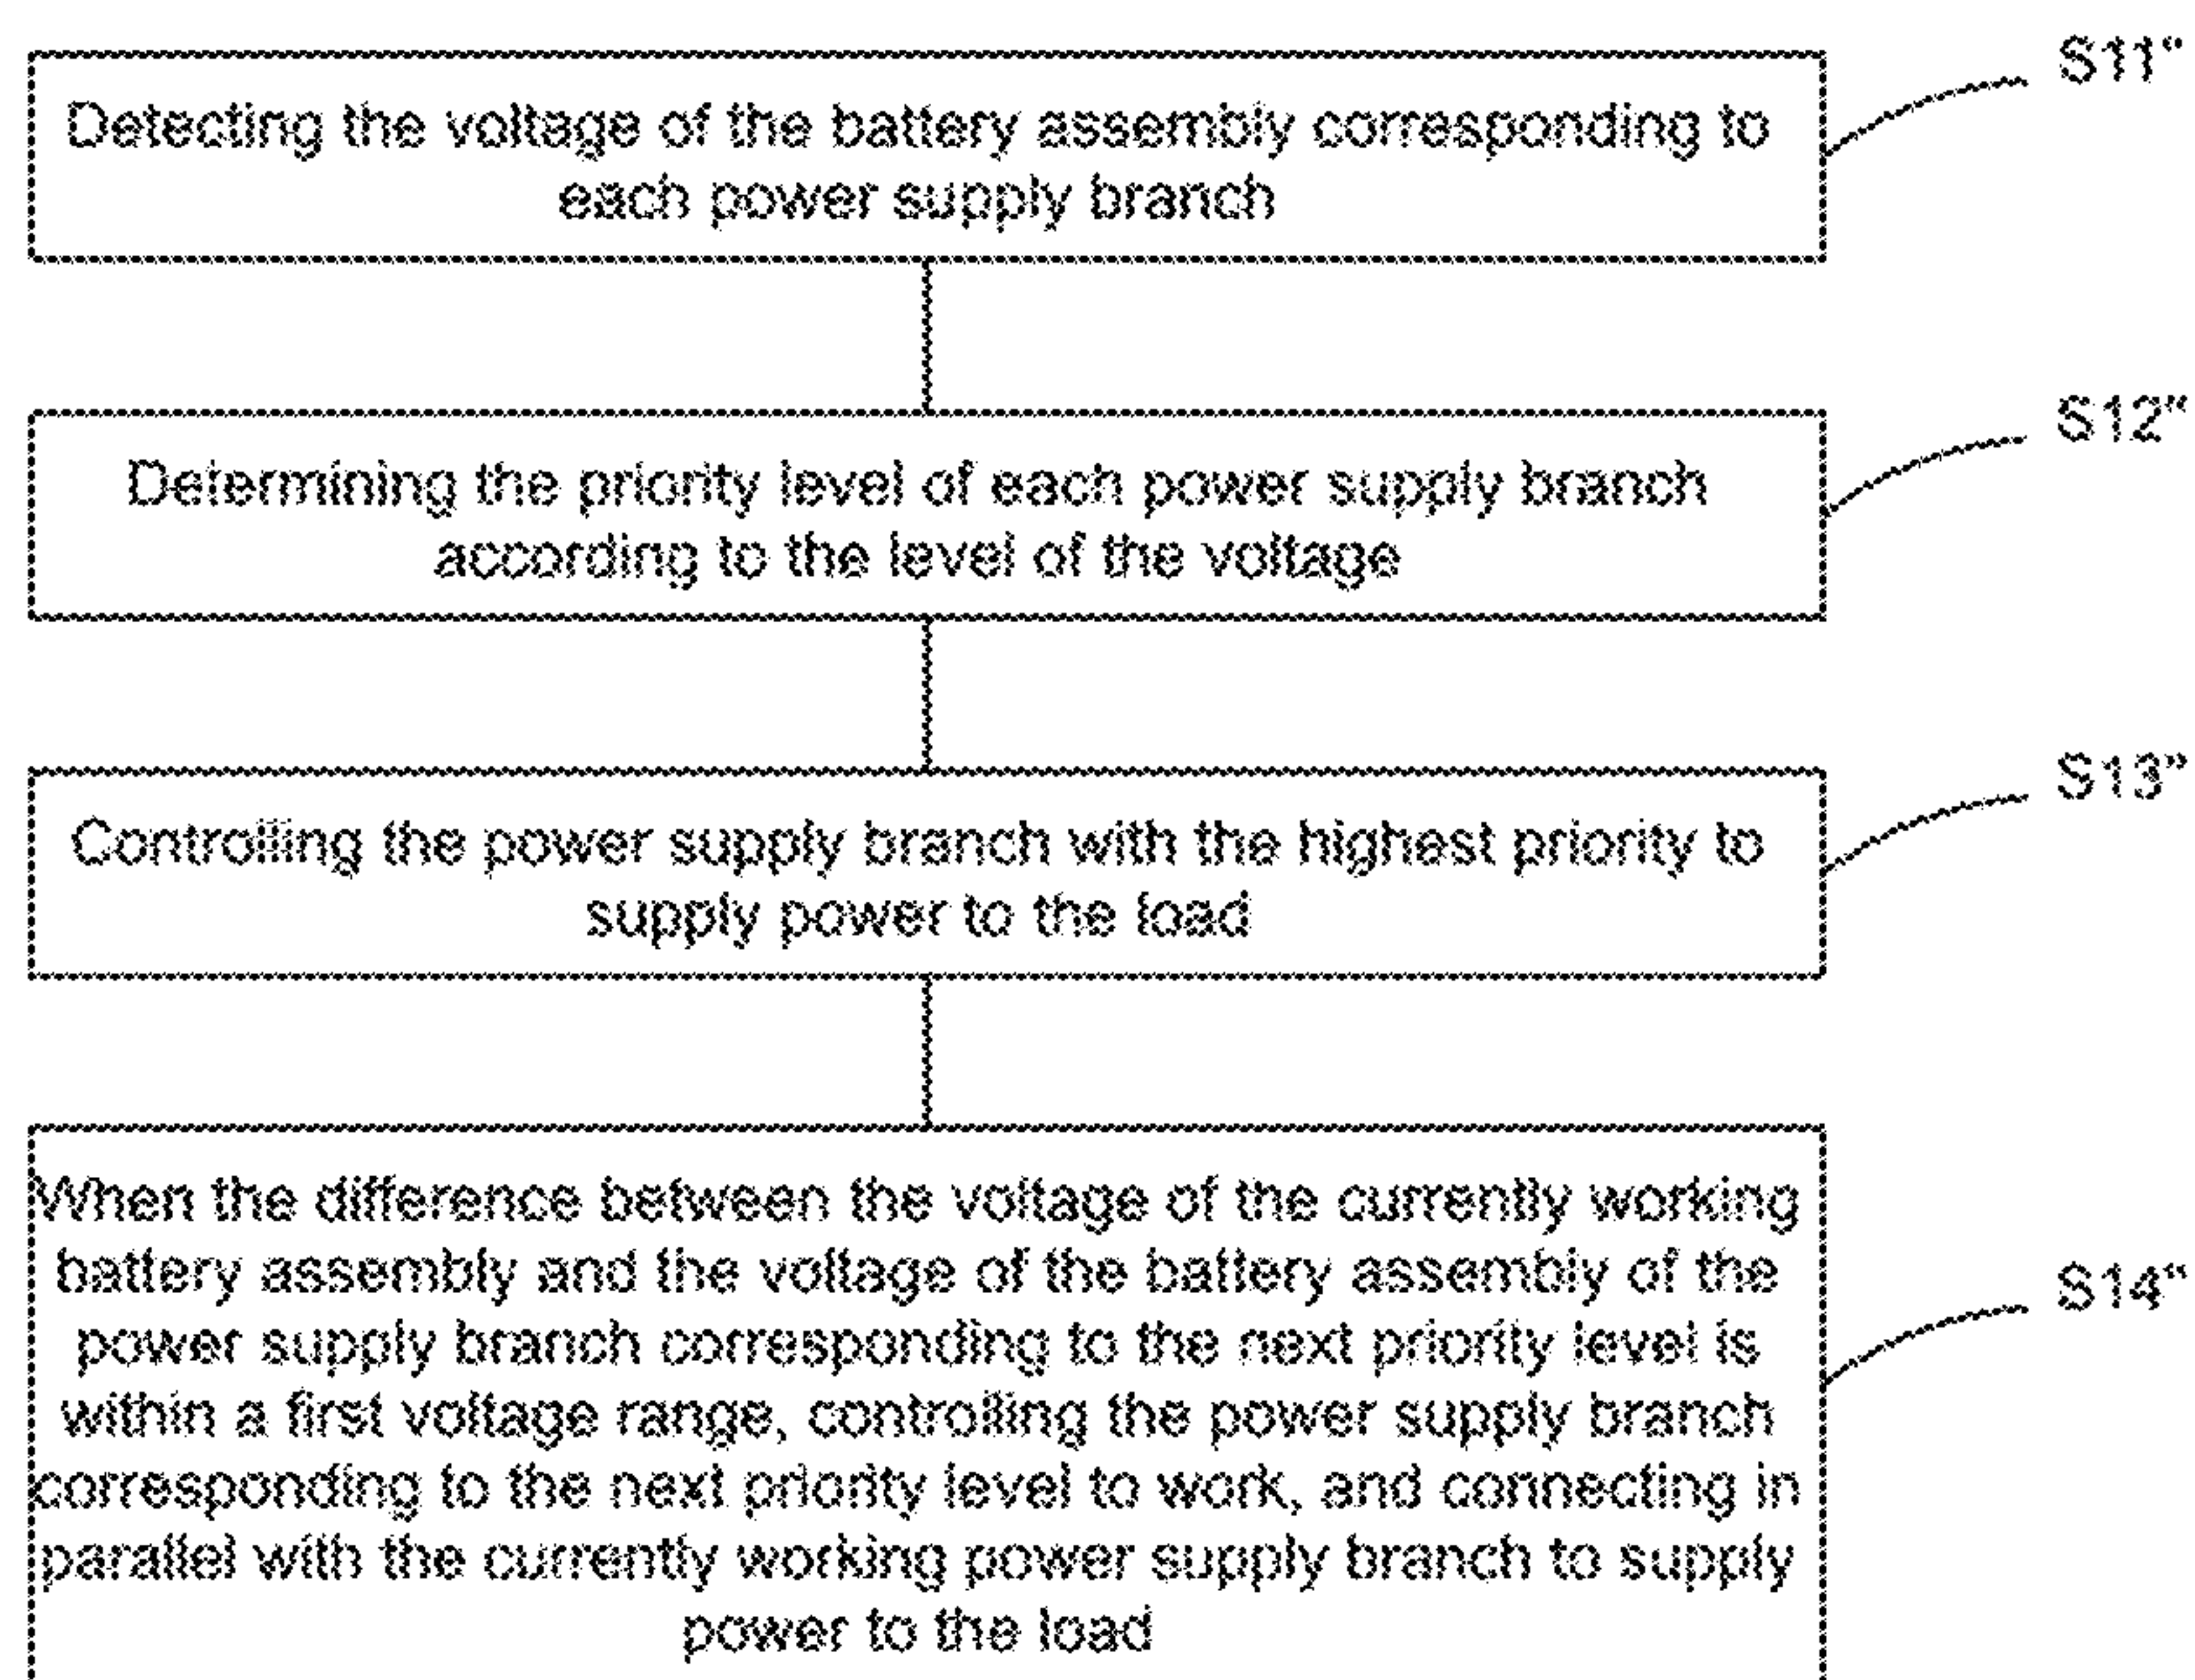 S11"
Detecting the voltage of the battery assembly corresponding to
each power supply branch
S12"
Determining the priority level of each power supply branch
according to the level of the voltage
S13"
Controlling the power supply branch with the highest priority to
supply power to the load
S14"
When the difference between the voltage of the currently working
battery assembly and the voltage of the battery assembly of the
power supply branch corresponding to the next priority level is
within a first voltage range, controlling the power supply branch
corresponding to the next priority level to work, and connecting in
parallel with the currently working power supply branch to supply
power to the load